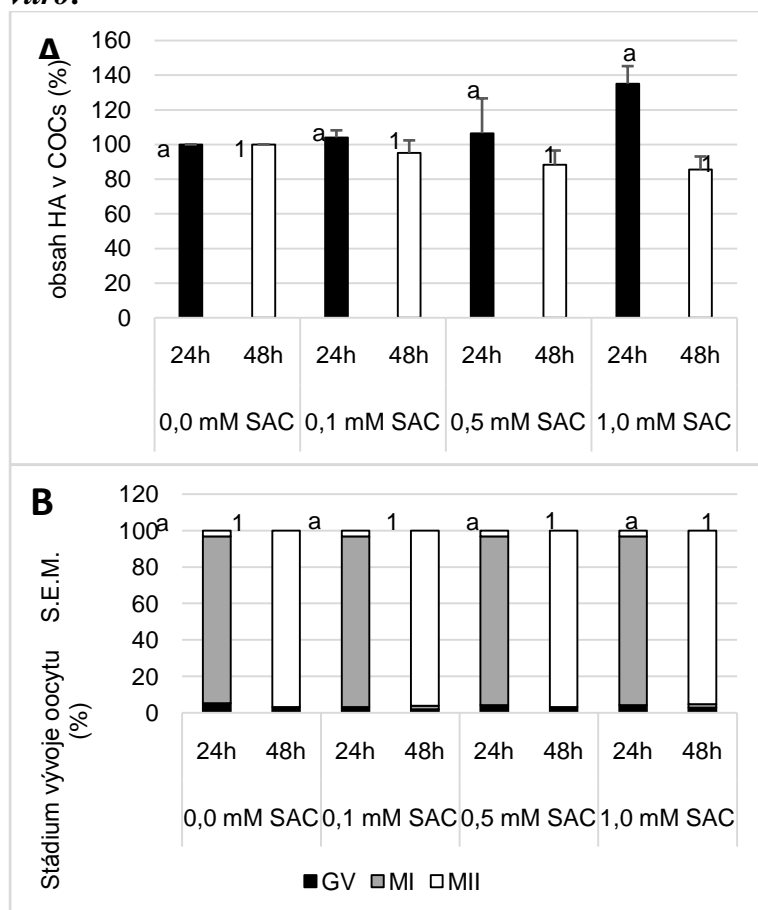 A
160
140
120
100
80
60
40
20
0
obsah HA v COCs (%)
a 1 a 1 a 1 a 1
24h 48h 24h 48h 24h 48h 24h 48h
0,0 mM SAC 0,1 mM SAC 0,5 mM SAC 1,0 mM SAC
B
120
100
80
60
40
20
0
Stádium vývoje oocytu S.E.M.
(%)
a 1 a 1 a 1 a 1
24h 48h 24h 48h 24h 48h 24h 48h
0,0 mM SAC 0,1 mM SAC 0,5 mM SAC 1,0 mM SAC
GV MI MII